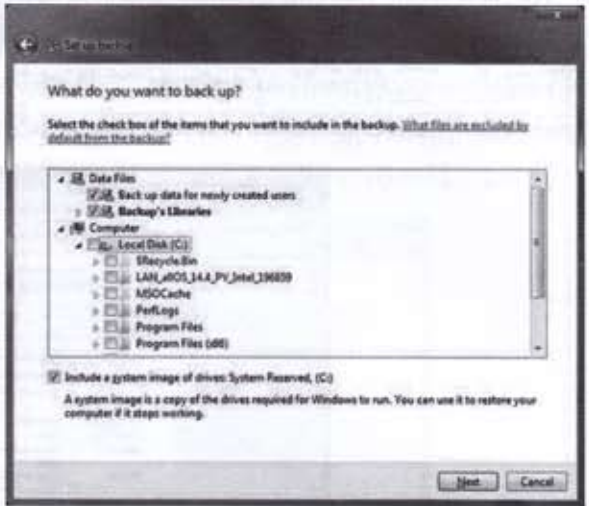 Set up backup
What do you want to back up?
Select the check box of the items that you want to include in the backup. What files are excluded by
default from the backup?
Data Files
Back up data for newly created users
Backup's Libraries
Computer
Local Disk (C:)
$Recycle.Bin
LAN_allOS_14.4_PV_Intel_196839
MSOCache
PerfLogs
Program Files
Program Files (x86)
Include a system image of drives: System Reserved, (C:)
A system image is a copy of the drives required for Windows to run. You can use it to restore your
computer if it stops working.
Next
Cancel